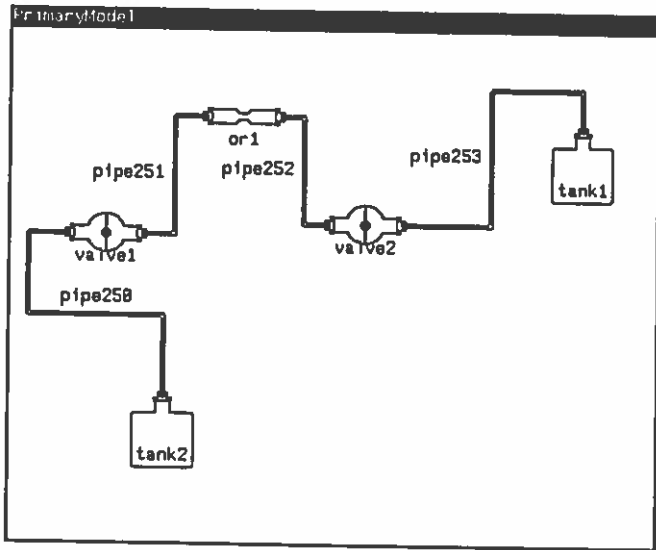 PrimaryModel
or1
pipe251
pipe252
pipe253
tank1
valve1
valve2
pipe250
tank2